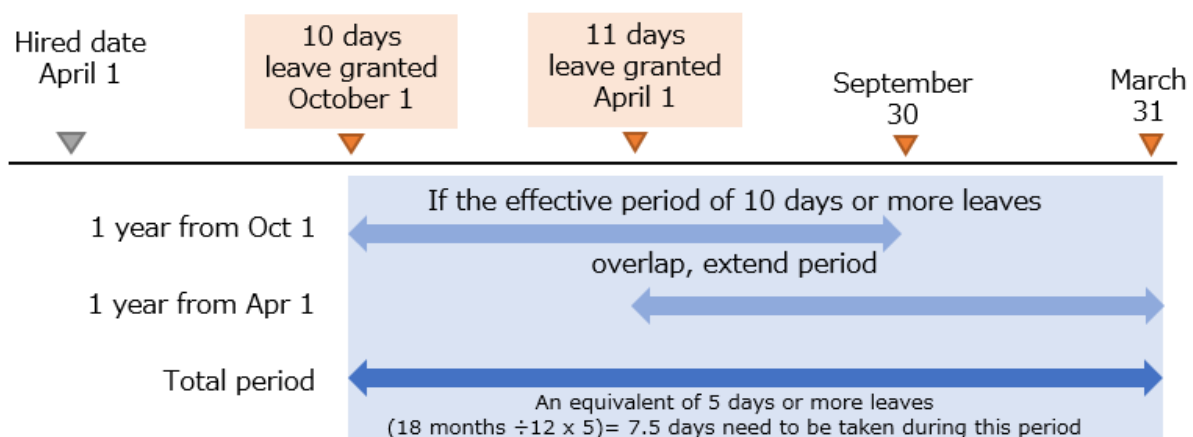 Hired date
April 1
10 days
leave granted
October 1
11 days
leave granted
April 1
September
30
March
31
If the effective period of 10 days or more leaves
1 year from Oct 1
overlap, extend period
1 year from Apr 1
Total period
An equivalent of 5 days or more leaves
(18 months ÷12 x 5)= 7.5 days need to be taken during this period